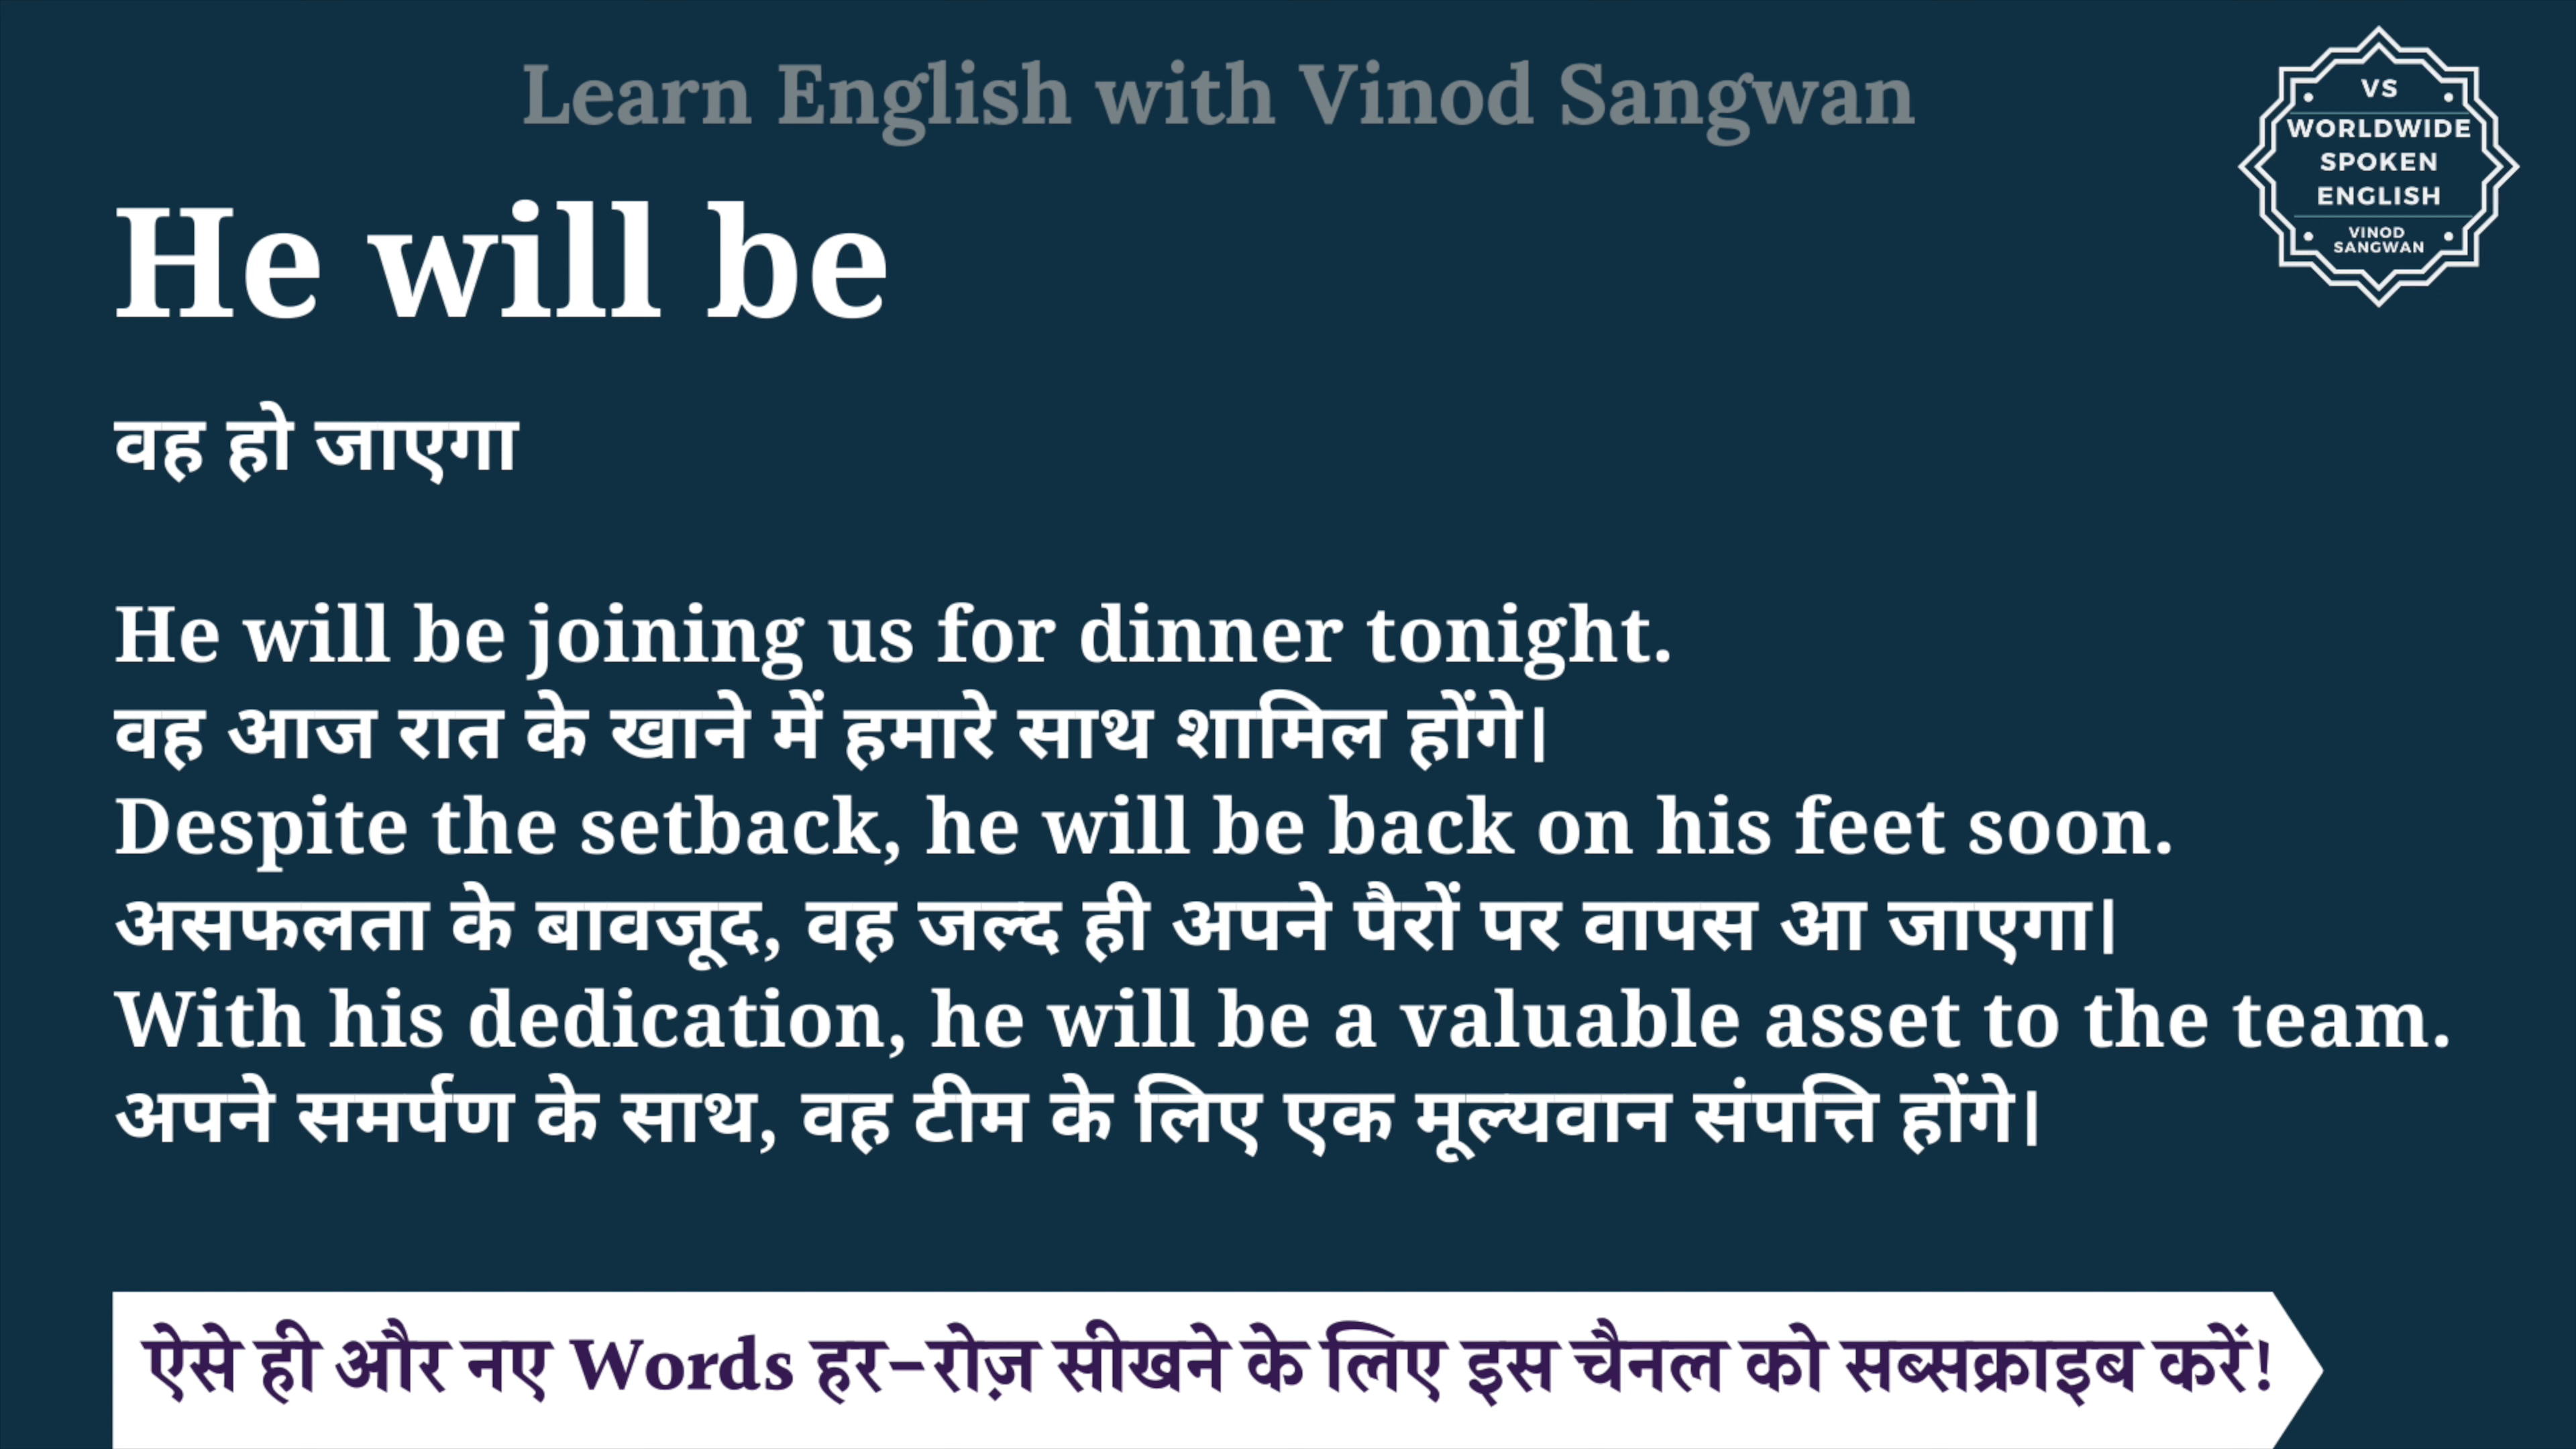 Learn English with Vinod Sangwan
VS
WORLDWIDE
SPOKEN
ENGLISH
VINOD
SANGWAN
He will be
वह हो जाएगा
He will be joining us for dinner tonight.
वह आज रात के खाने में हमारे साथ शामिल होंगे।
Despite the setback, he will be back on his feet soon.
असफलता के बावजूद, वह जल्द ही अपने पैरों पर वापस आ जाएगा।
With his dedication, he will be a valuable asset to the team.
अपने समर्पण के साथ, वह टीम के लिए एक मूल्यवान संपत्ति होंगे।
ऐसे ही और नए Words हर-रोज़ सीखने के लिए इस चैनल को सब्सक्राइब करें!